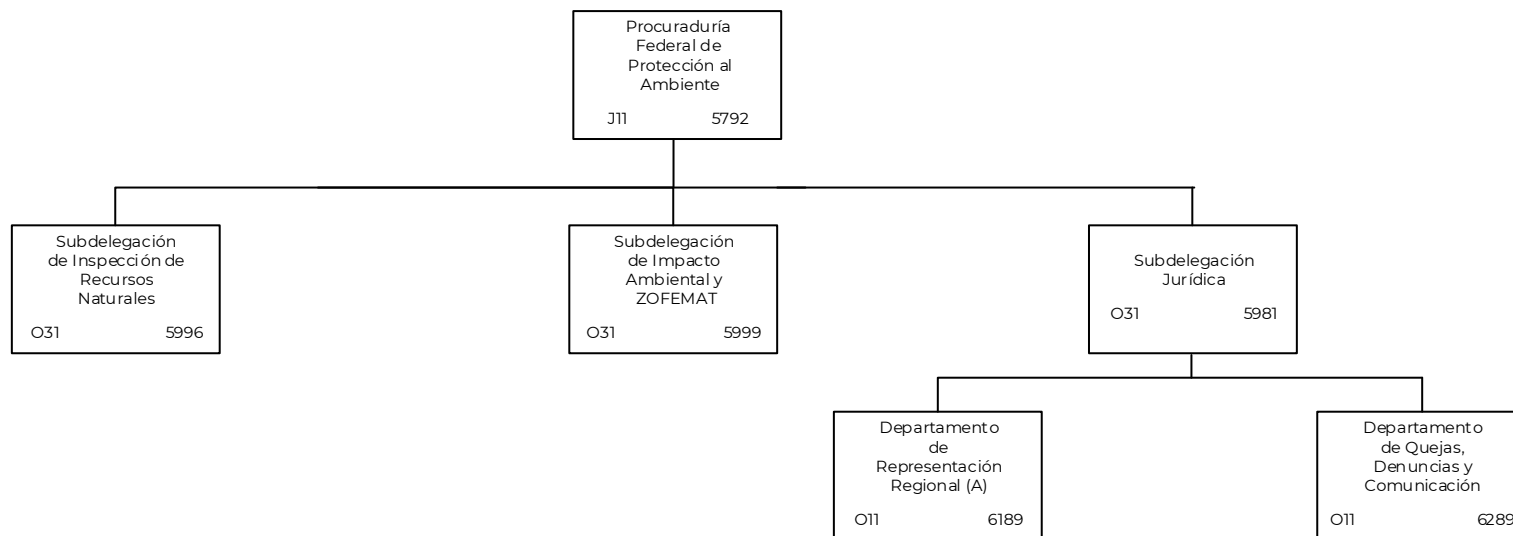 Procuraduría
Federal de
Protección al
Ambiente
J11 5792
Subdelegación
de Inspección de
Recursos
Naturales
O31 5996
Subdelegación
de Impacto
Ambiental y
ZOFEMAT
O31 5999
Subdelegación
Jurídica
O31 5981
Departamento
de
Representación
Regional (A)
O11 6189
Departamento
de Quejas,
Denuncias y
Comunicación
O11 6289